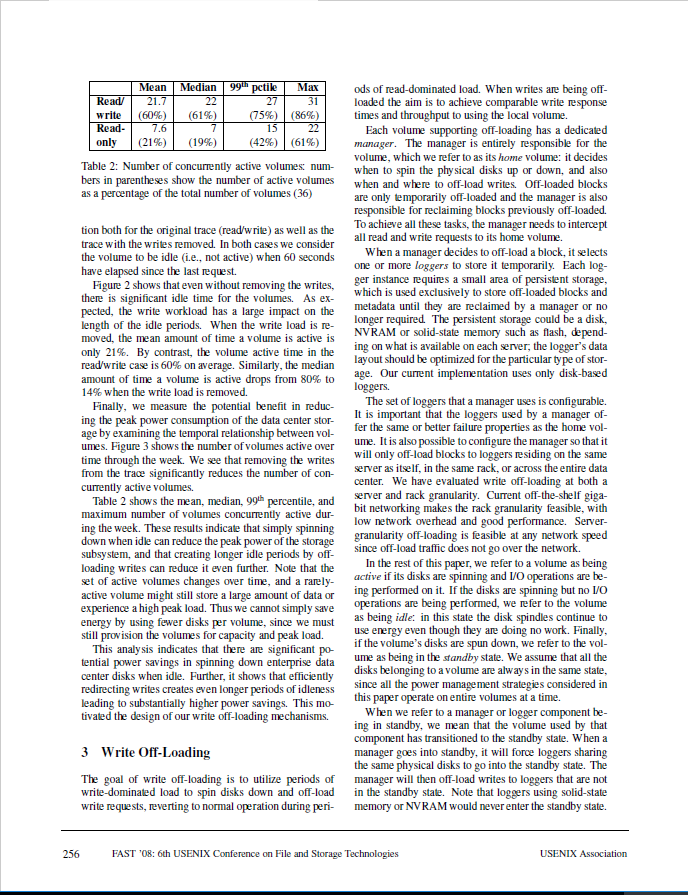 Mean Median 99th pctile Max
Read/ 21.7 22 27 31
write (60%) (61%) (75%) (86%)
Read- 7.6 7 15 22
only (21%) (19%) (42%) (61%)
Table 2: Number of concurrently active volumes: num-
bers in parentheses show the number of active volumes
as a percentage of the total number of volumes (36)
tion both for the original trace (read/write) as well as the
trace with the writes removed. In both cases we consider
the volume to be idle (i.e., not active) when 60 seconds
have elapsed since the last request.
Figure 2 shows that even without removing the writes,
there is significant idle time for the volumes. As ex-
pected, the write workload has a large impact on the
length of the idle periods. When the write load is re-
moved, the mean amount of time a volume is active is
only 21%. By contrast, the volume active time in the
read/write case is 60% on average. Similarly, the median
amount of time a volume is active drops from 80% to
14% when the write load is removed.
Finally, we measure the potential benefit in reduc-
ing the peak power consumption of the data center stor-
age by examining the temporal relationship between vol-
umes. Figure 3 shows the number of volumes active over
time through the week. We see that removing the writes
from the trace significantly reduces the number of con-
currently active volumes.
Table 2 shows the mean, median, 99th percentile, and
maximum number of volumes concurrently active dur-
ing the week. These results indicate that simply spinning
down when idle can reduce the peak power of the storage
subsystem, and that creating longer idle periods by off-
loading writes can reduce it even further. Note that the
set of active volumes changes over time, and a rarely-
active volume might still store a large amount of data or
experience a high peak load. Thus we cannot simply save
energy by using fewer disks per volume, since we must
still provision the volumes for capacity and peak load.
This analysis indicates that there are significant po-
tential power savings in spinning down enterprise data
center disks when idle. Further, it shows that efficiently
redirecting writes creates even longer periods of idleness
leading to substantially higher power savings. This mo-
tivated the design of our write off-loading mechanisms.
3 Write Off-Loading
The goal of write off-loading is to utilize periods of
write-dominated load to spin disks down and off-load
write requests, reverting to normal operation during peri-
ods of read-dominated load. When writes are being off-
loaded the aim is to achieve comparable write response
times and throughput to using the local volume.
Each volume supporting off-loading has a dedicated
manager. The manager is entirely responsible for the
volume, which we refer to as its home volume: it decides
when to spin the physical disks up or down, and also
when and where to off-load writes. Off-loaded blocks
are only temporarily off-loaded and the manager is also
responsible for reclaiming blocks previously off-loaded.
To achieve all these tasks, the manager needs to intercept
all read and write requests to its home volume.
When a manager decides to off-load a block, it selects
one or more loggers to store it temporarily. Each log-
ger instance requires a small area of persistent storage,
which is used exclusively to store off-loaded blocks and
metadata until they are reclaimed by a manager or no
longer required. The persistent storage could be a disk,
NVRAM or solid-state memory such as flash, depend-
ing on what is available on each server; the logger's data
layout should be optimized for the particular type of stor-
age. Our current implementation uses only disk-based
loggers.
The set of loggers that a manager uses is configurable.
It is important that the loggers used by a manager of-
fer the same or better failure properties as the home vol-
ume. It is also possible to configure the manager so that it
will only off-load blocks to loggers residing on the same
server as itself, in the same rack, or across the entire data
center. We have evaluated write off-loading at both a
server and rack granularity. Current off-the-shelf giga-
bit networking makes the rack granularity feasible, with
low network overhead and good performance. Server-
granularity off-loading is feasible at any network speed
since off-load traffic does not go over the network.
In the rest of this paper, we refer to a volume as being
active if its disks are spinning and I/O operations are be-
ing performed on it. If the disks are spinning but no I/O
operations are being performed, we refer to the volume
as being idle: in this state the disk spindles continue to
use energy even though they are doing no work. Finally,
if the volume's disks are spun down, we refer to the vol-
ume as being in the standby state. We assume that all the
disks belonging to a volume are always in the same state,
since all the power management strategies considered in
this paper operate on entire volumes at a time.
When we refer to a manager or logger component be-
ing in standby, we mean that the volume used by that
component has transitioned to the standby state. When a
manager goes into standby, it will force loggers sharing
the same physical disks to go into the standby state. The
manager will then off-load writes to loggers that are not
in the standby state. Note that loggers using solid-state
memory or NVRAM would never enter the standby state.
256 FAST '08: 6th USENIX Conference on File and Storage Technologies USENIX Association